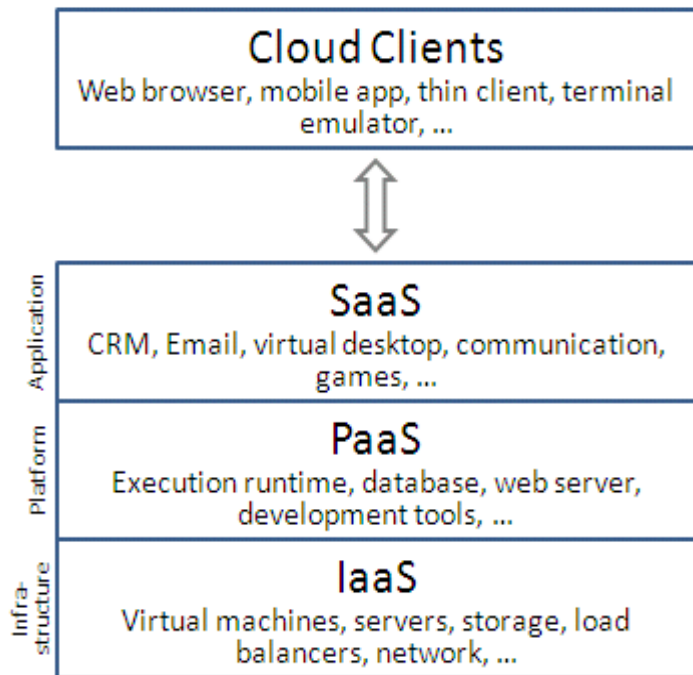 Cloud Clients
Web browser, mobile app, thin client, terminal
emulator, ...
Application
SaaS
CRM, Email, virtual desktop, communication,
games, ...
Platform
PaaS
Execution runtime, database, web server,
development tools, ...
Infra-
structure
IaaS
Virtual machines, servers, storage, load
balancers, network, ...